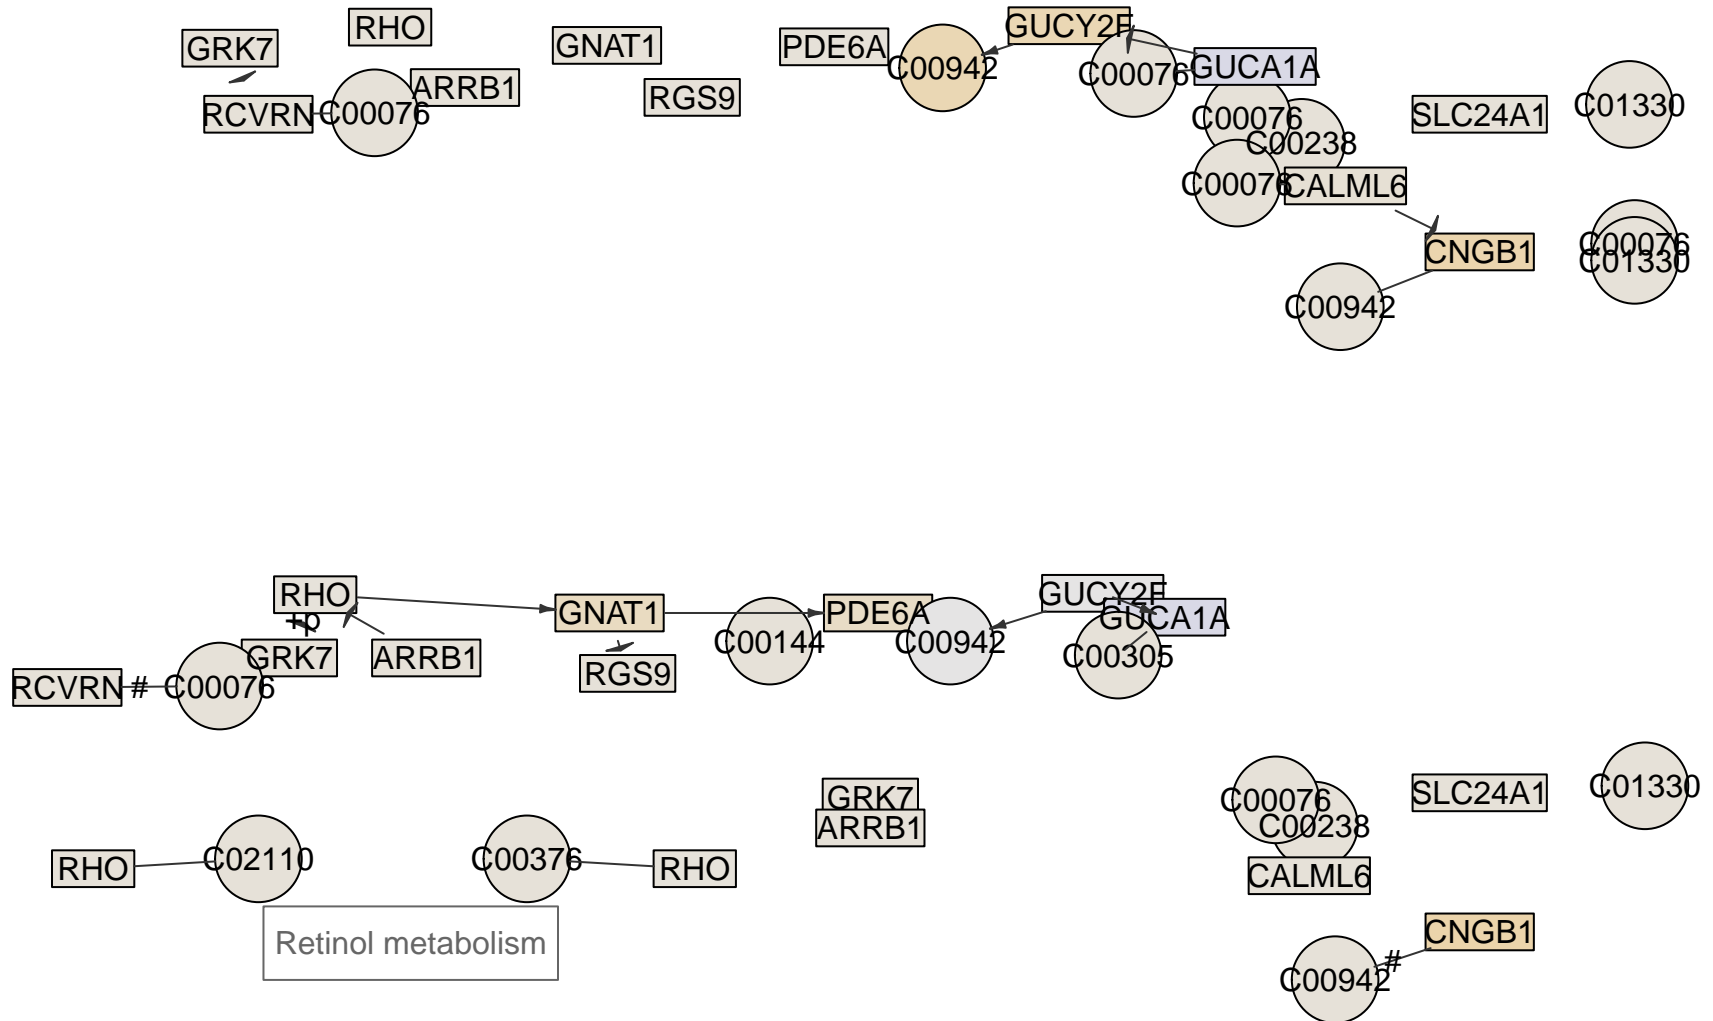 RHO
GRK7
GNAT1
PDE6A
GUCY2F
C00942
C00076
GUCA1A
ARRB1
RGS9
RCVRN
C00076
C00076
C00238
SLC24A1
C01330
C00076
CALML6
C00076
C01330
CNGB1
C00942
RHO
+p
GNAT1
PDE6A
GUCY2F
GUCA1A
GRK7
ARRB1
RGS9
C00144
C00942
C00305
RCVRN
#
C00076
GRK7
ARRB1
C00076
C00238
SLC24A1
C01330
RHO
C02110
C00376
RHO
CALML6
Retinol metabolism
CNGB1
#
C00942